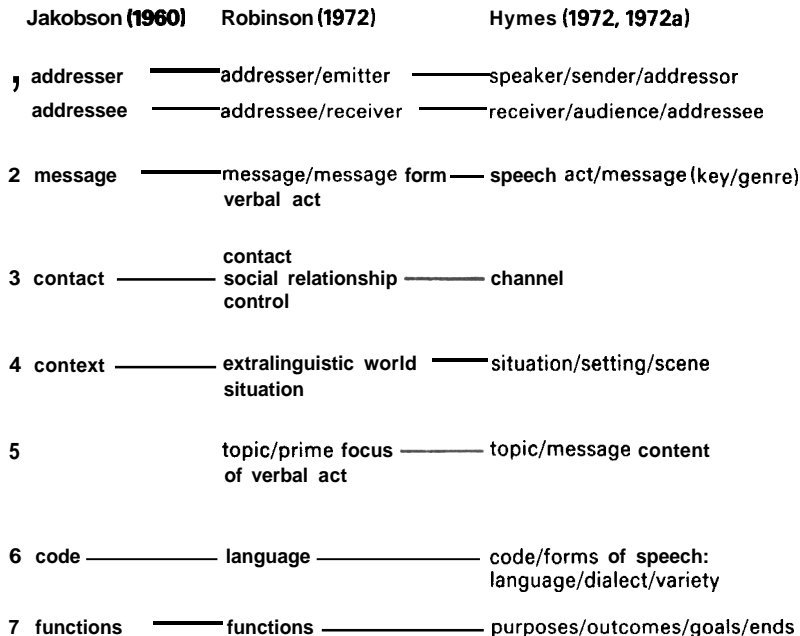 Jakobson (1960) Robinson (1972) Hymes (1972, 1972a)
, addresser addresser/emitter speaker/sender/addressor
addressee addressee/receiver receiver/audience/addressee
2 message message/message form speech act/message (key/genre)
verbal act
contact
3 contact social relationship channel
control
4 context extralinguistic world situation/setting/scene
situation
5 topic/prime focus topic/message content
of verbal act
6 code language code/forms of speech:
language/dialect/variety
7 functions functions purposes/outcomes/goals/ends